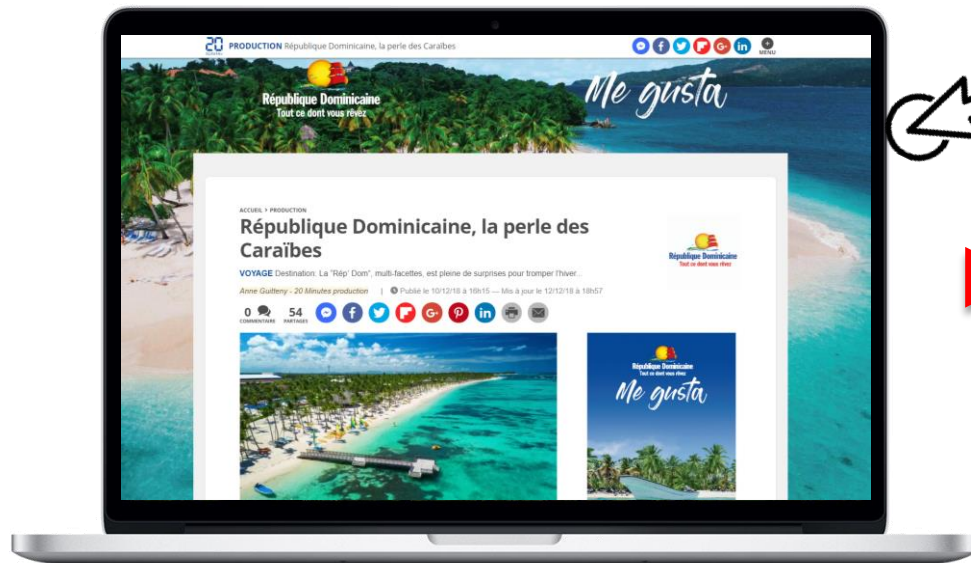 20
MINUTES
PRODUCTION République Dominicaine, la perle des Caraïbes
MENU
République Dominicaine
Tout ce dont vous rêvez
Me gusta
ACCUEIL > PRODUCTION
République Dominicaine, la perle des
Caraïbes
République Dominicaine
Tout ce dont vous rêvez
VOYAGE Destination: La "Rép' Dom", multi-facettes, est pleine de surprises pour tromper l'hiver...
Anne Guitteny - 20 Minutes production | Publié le 10/12/18 à 16h15 — Mis à jour le 12/12/18 à 18h57
0
COMMENTAIRE
54
PARTAGES
République Dominicaine
Tout ce dont vous rêvez
Me gusta